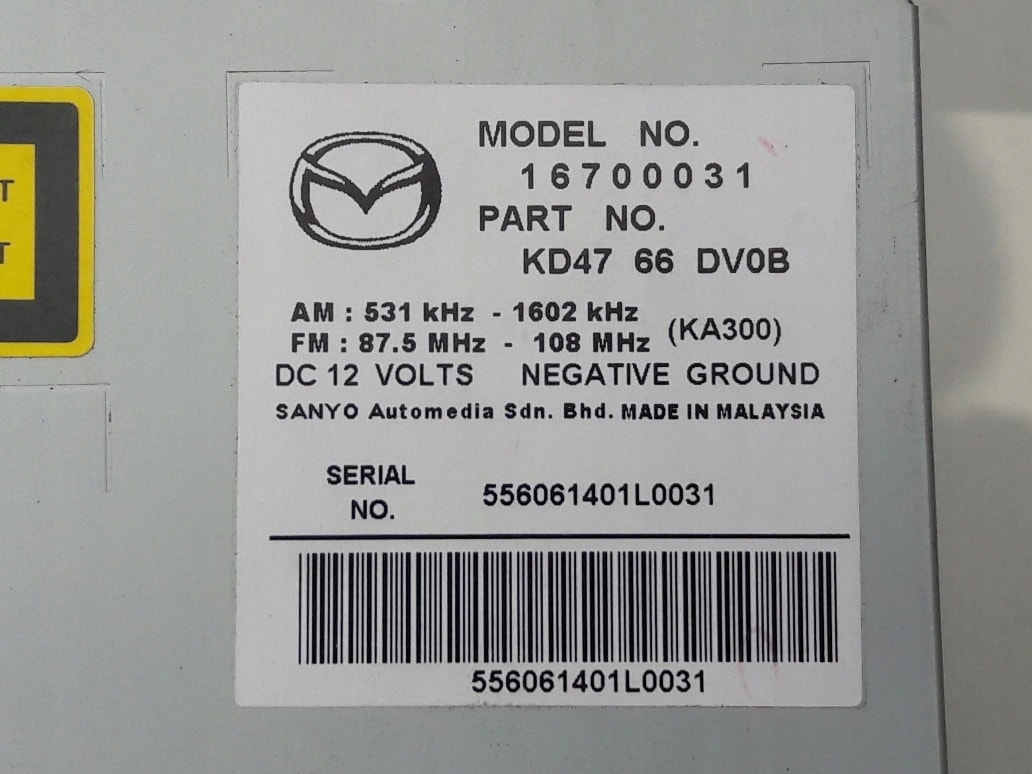 T
T
MODEL NO.
16700031
PART NO.
KD47 66 DV0B
AM : 531 kHz - 1602 kHz
FM : 87.5 MHz - 108 MHz (KA300)
DC 12 VOLTS NEGATIVE GROUND
SANYO Automedia Sdn. Bhd. MADE IN MALAYSIA
SERIAL
NO. 556061401L0031
556061401L0031